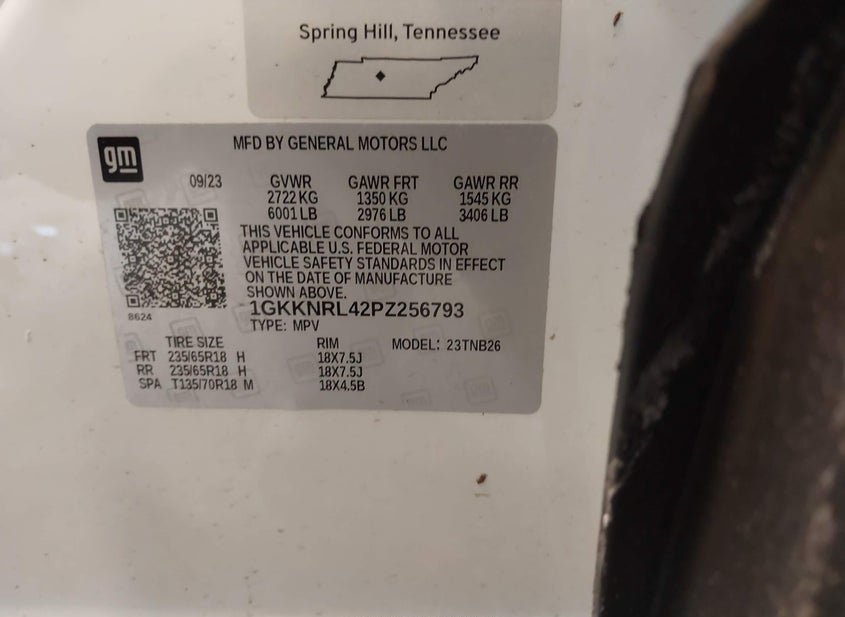 Spring Hill, Tennessee
gm
MFD BY GENERAL MOTORS LLC
09/23 GVWR GAWR FRT GAWR RR
2722 KG 1350 KG 1545 KG
6001 LB 2976 LB 3406 LB
THIS VEHICLE CONFORMS TO ALL
APPLICABLE U.S. FEDERAL MOTOR
VEHICLE SAFETY STANDARDS IN EFFECT
ON THE DATE OF MANUFACTURE
SHOWN ABOVE.
1GKKNRL42PZ256793
8624
TYPE: MPV
TIRE SIZE RIM MODEL: 23TNB26
FRT 235/65R18 H 18X7.5J
RR 235/65R18 H 18X7.5J
SPA T135/70R18 M 18X4.5B